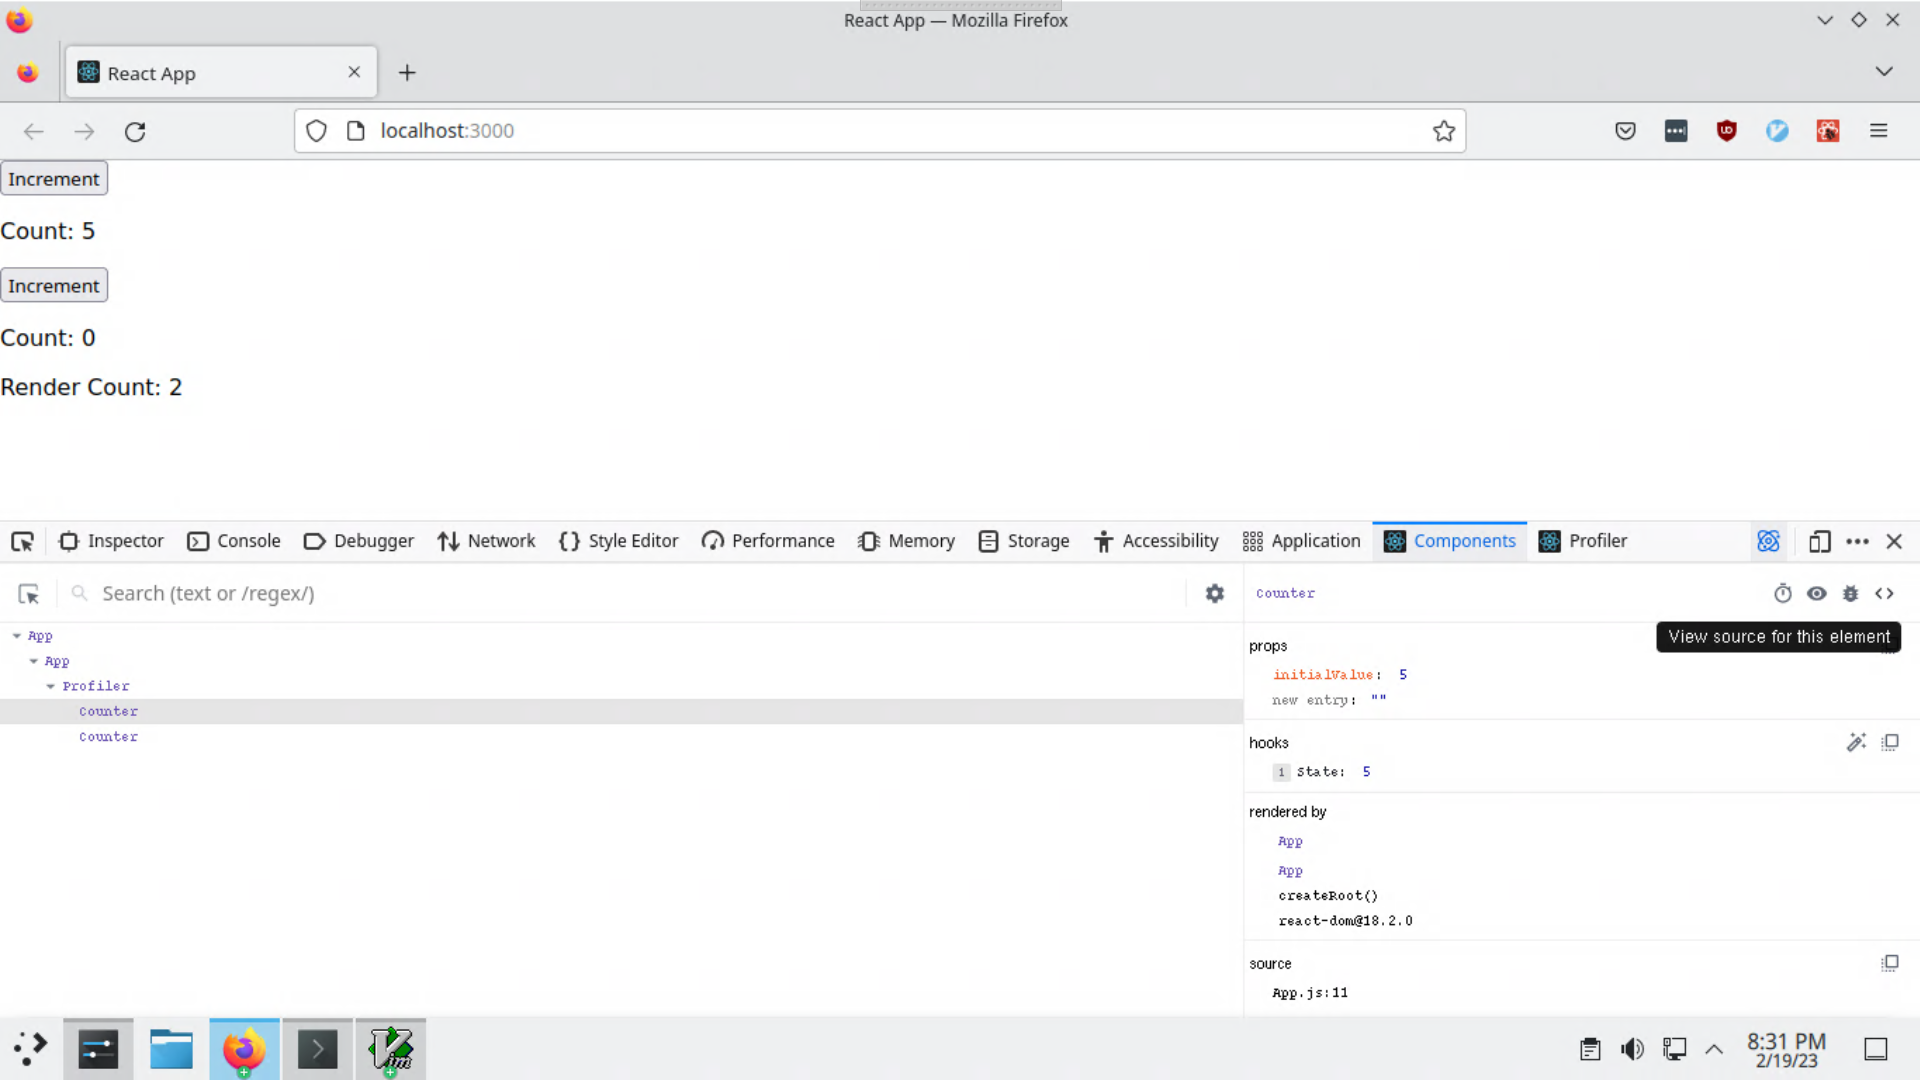 React App — Mozilla Firefox
React App
localhost:3000
Increment
Count: 5
Increment
Count: 0
Render Count: 2
Inspector Console Debugger Network Style Editor Performance Memory Storage Accessibility Application Components Profiler
Search (text or /regex/)
App
App
Profiler
Counter
Counter
Counter
View source for this element
props
initialValue: 5
new entry: ""
hooks
1 State: 5
rendered by
App
App
createRoot()
react-dom@18.2.0
source
App.js:11
8:31 PM
2/19/23